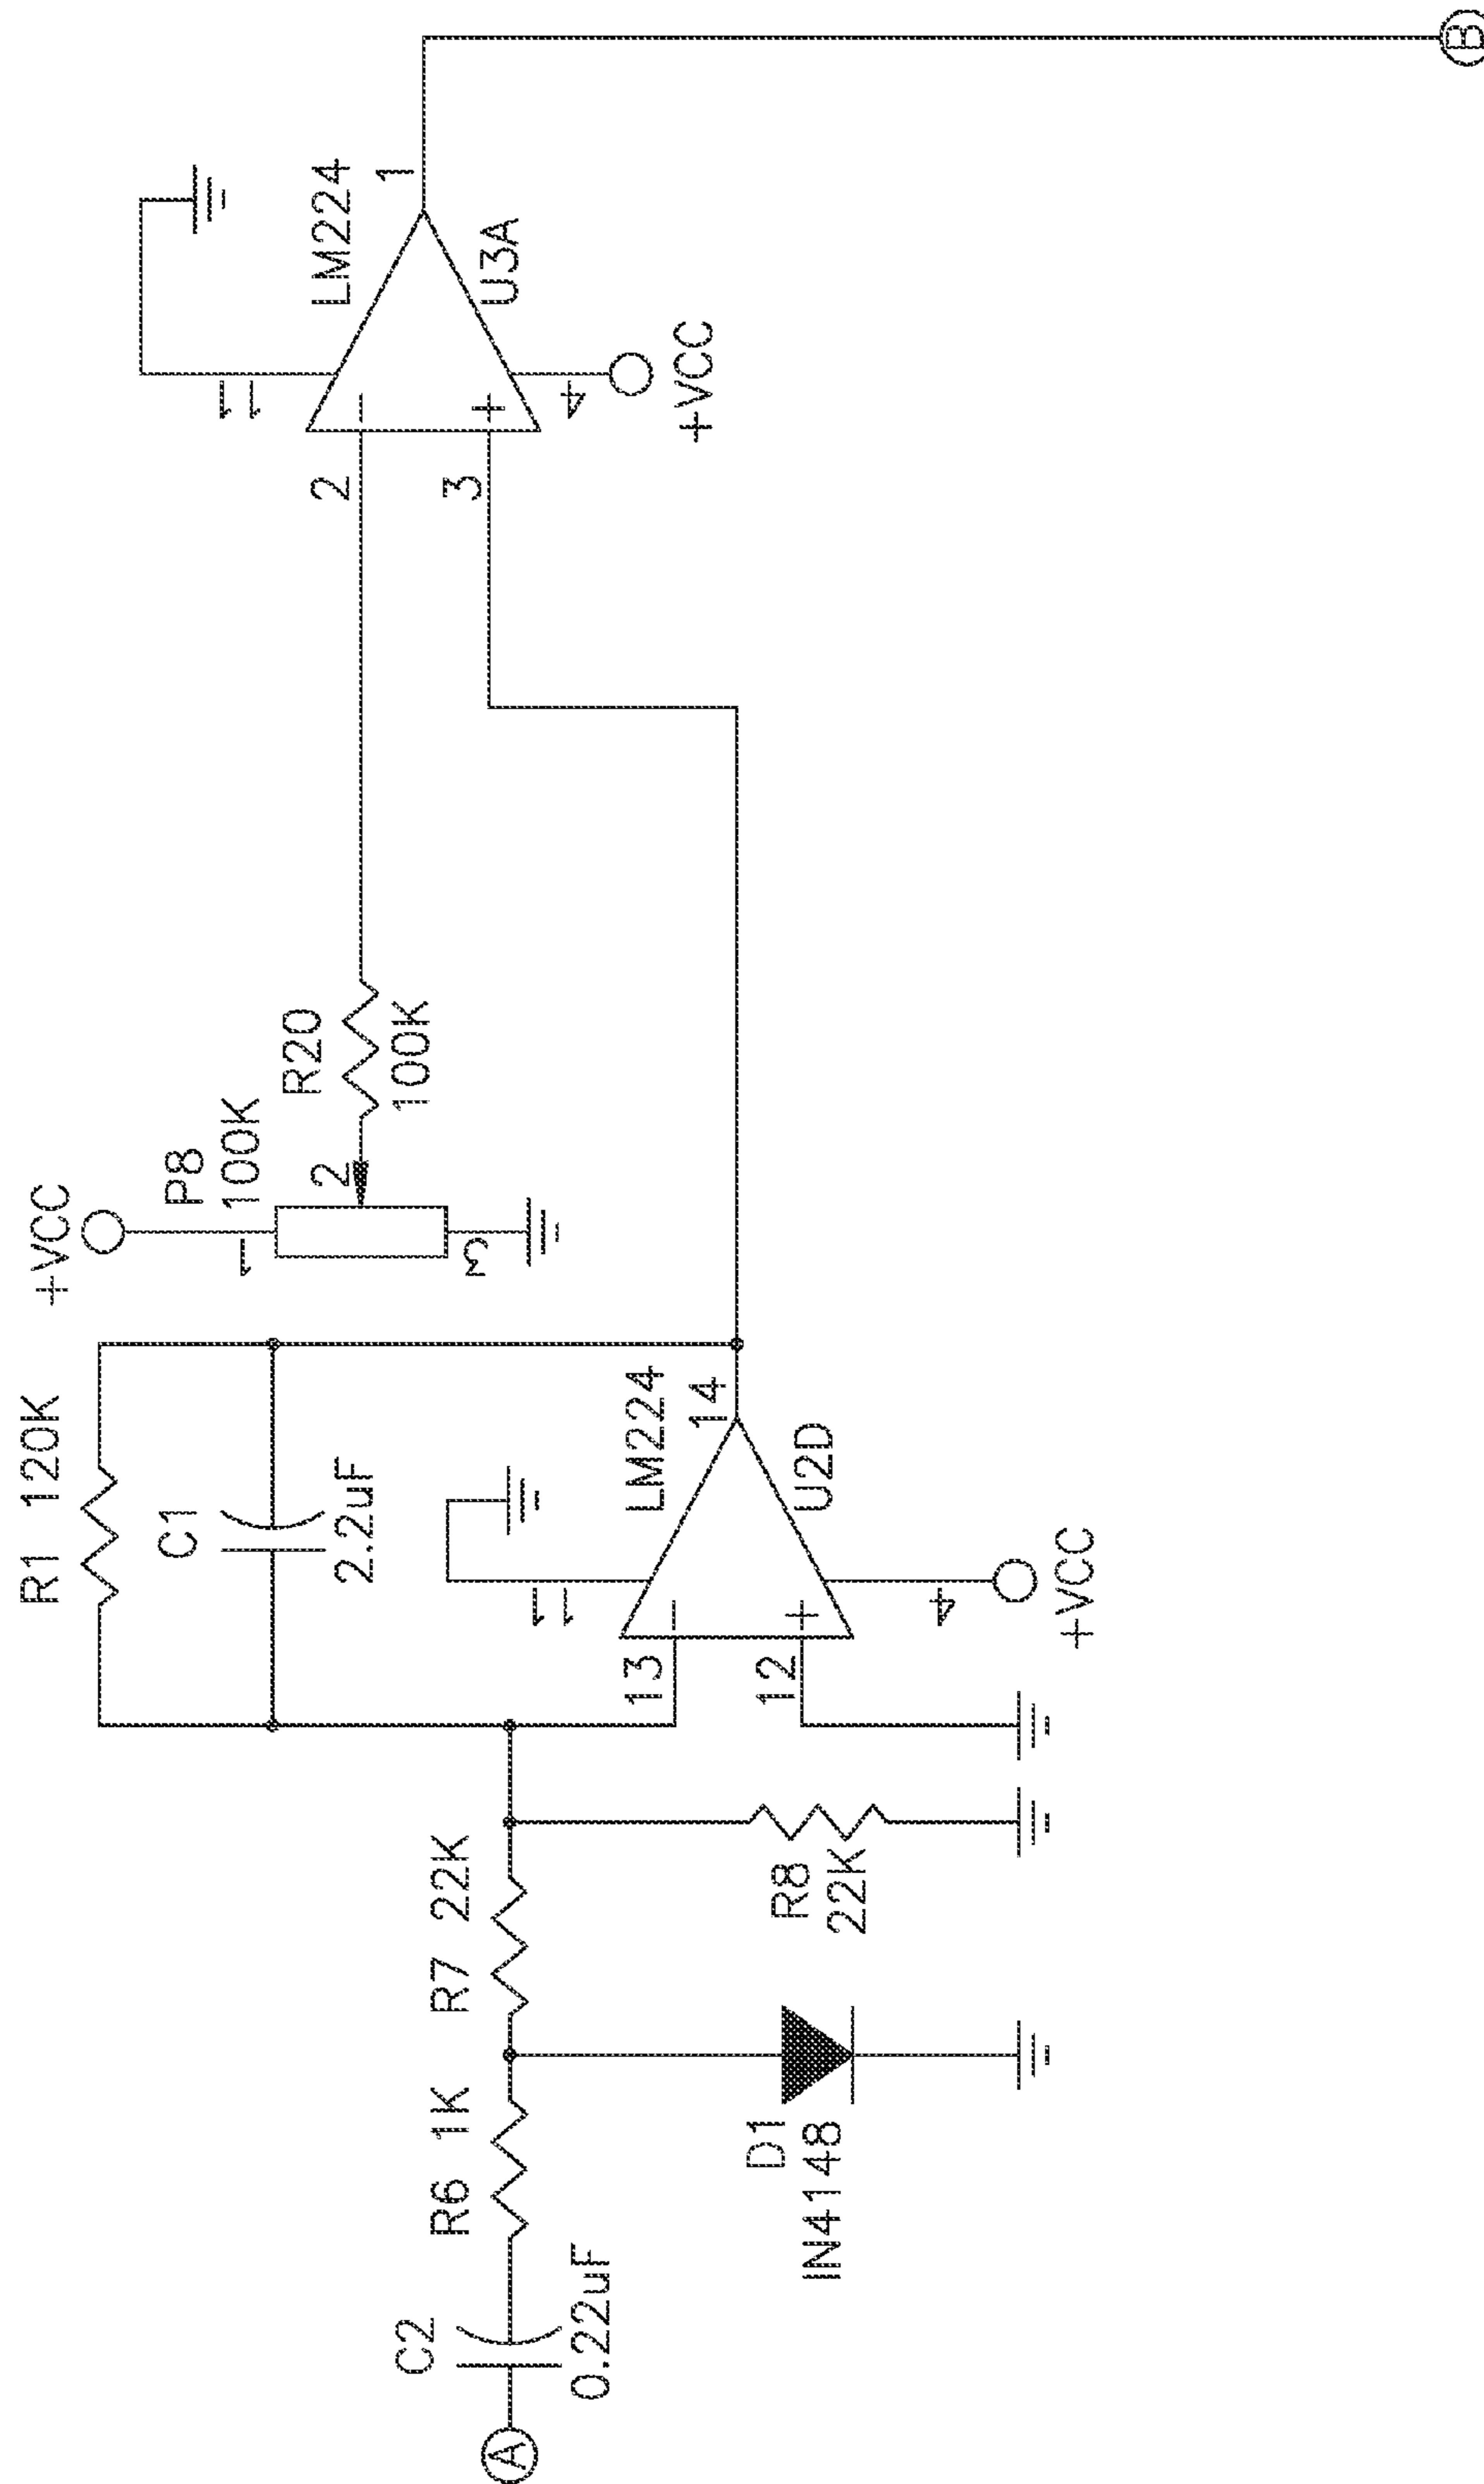 R1 120K
C1
2.2uF
+VCC
P8
100K
1
2
3
R20
100K
2
3
11
LM224
1
U3A
4
+VCC
11
LM224
14
U2D
13
12
4
+VCC
A
C2
0.22uF
R6 1K
R7 22K
D1
IN4148
R8
22K
B